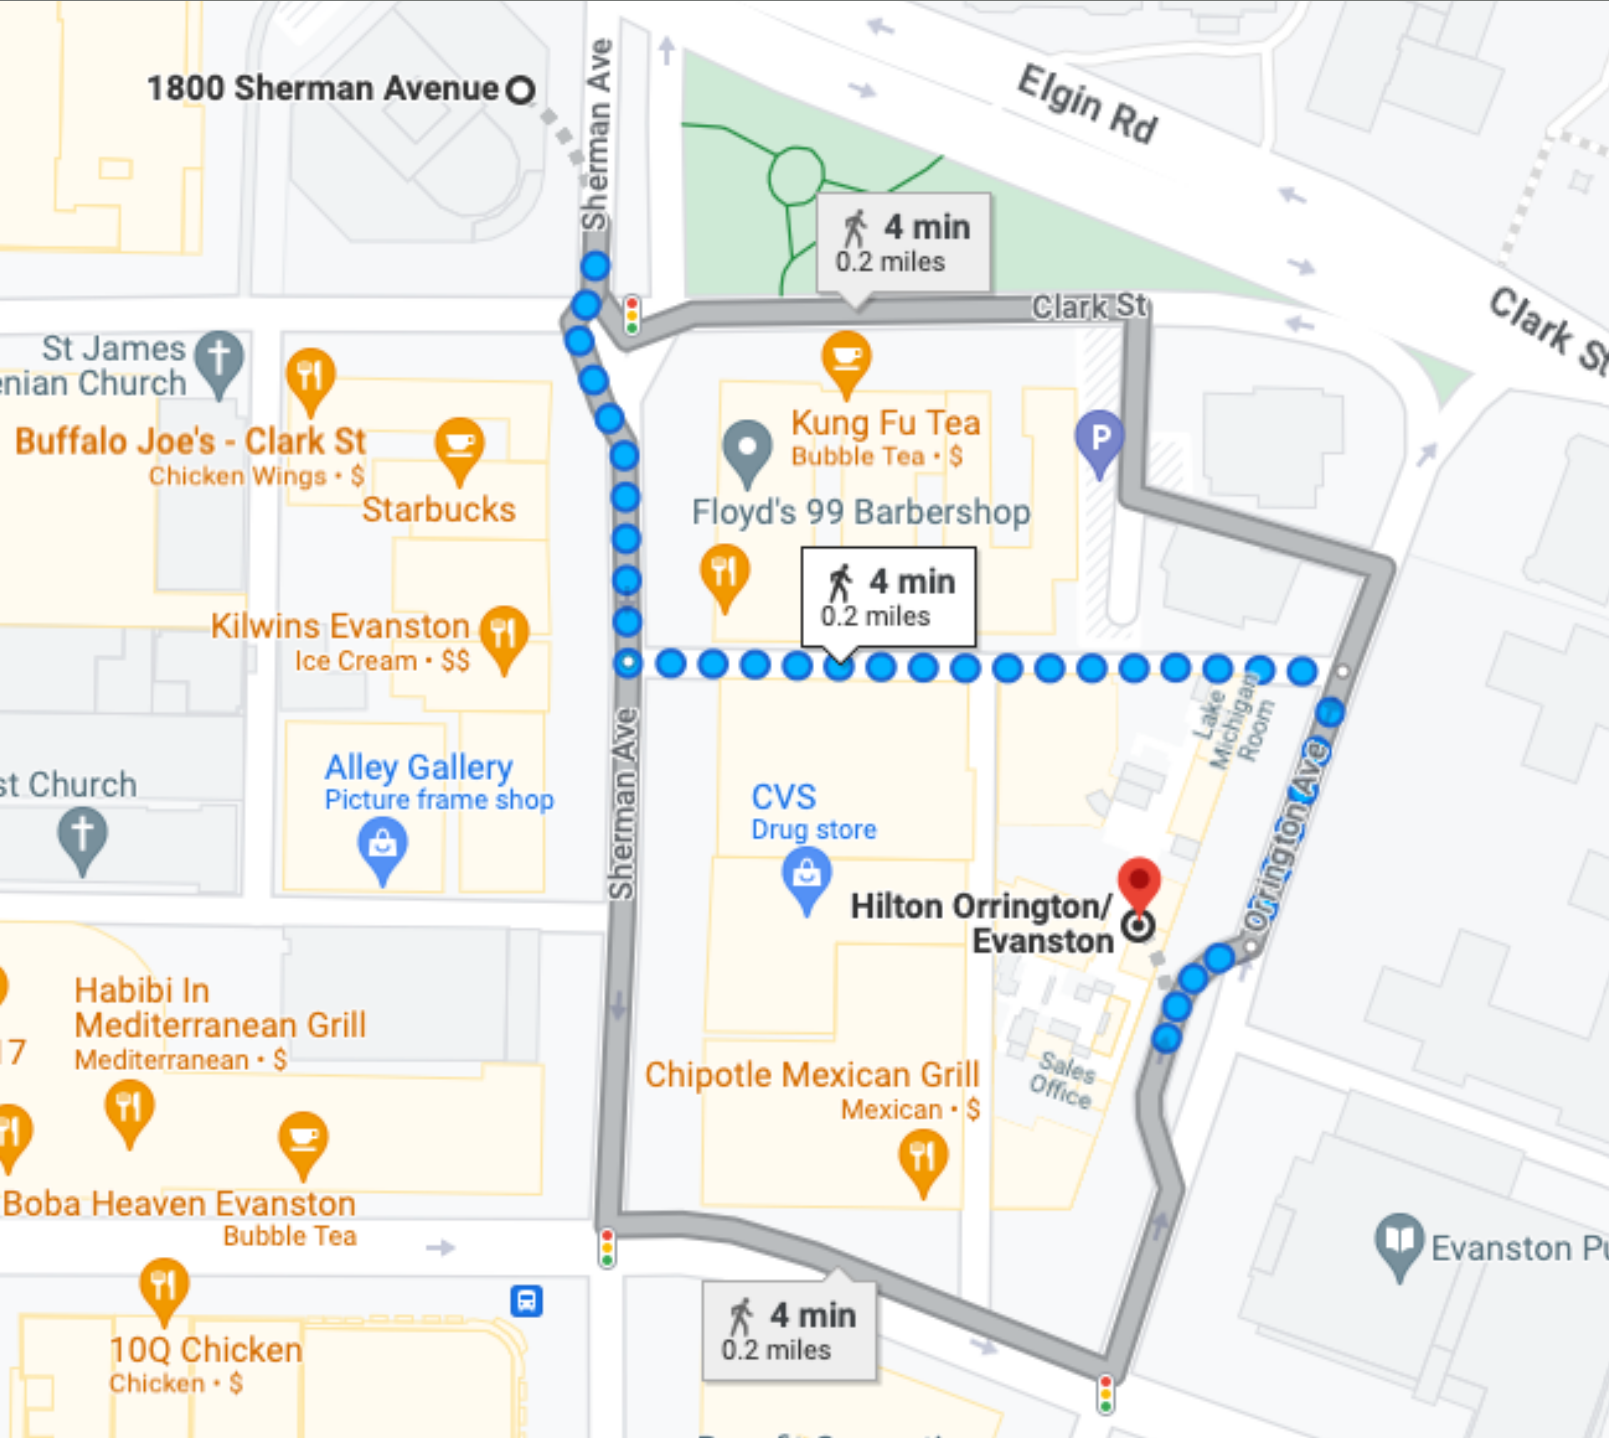 1800 Sherman Avenue
Sherman Ave
Elgin Rd
4 min
0.2 miles
Clark St
Clark St
St James
enian Church
Buffalo Joe's - Clark St
Chicken Wings • $
Starbucks
Kung Fu Tea
Bubble Tea • $
P
Floyd's 99 Barbershop
4 min
0.2 miles
Kilwins Evanston
Ice Cream • $$
Lake
Michigan
Room
Sherman Ave
Orrington Ave
st Church
Alley Gallery
Picture frame shop
CVS
Drug store
Hilton Orrington/
Evanston
Habibi In
Mediterranean Grill
Mediterranean • $
17
Sales
Office
Chipotle Mexican Grill
Mexican • $
Boba Heaven Evanston
Bubble Tea
Evanston Pu
4 min
0.2 miles
10Q Chicken
Chicken • $